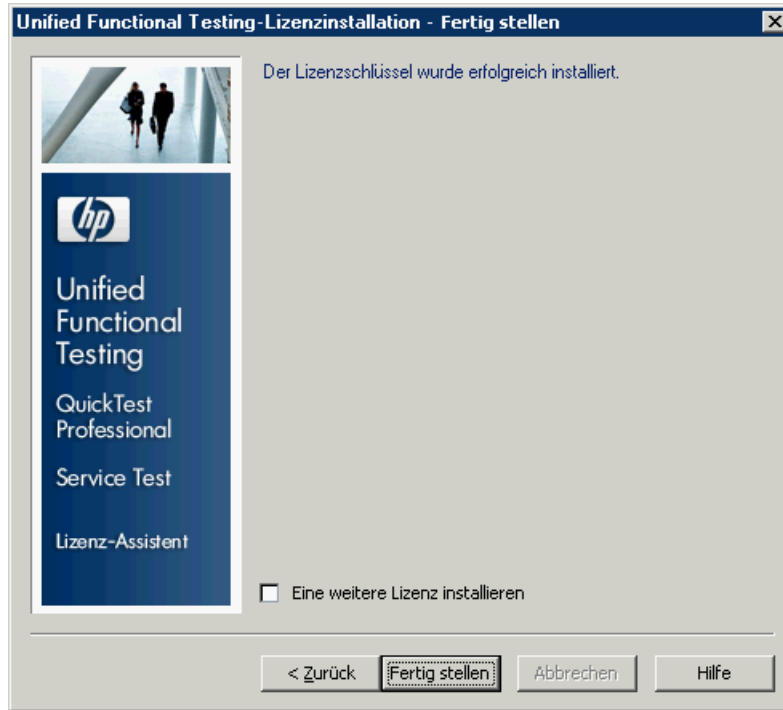 Unified Functional Testing-Lizenzinstallation - Fertig stellen
Der Lizenzschlüssel wurde erfolgreich installiert.
hp
Unified
Functional
Testing
QuickTest
Professional
Service Test
Lizenz-Assistent
Eine weitere Lizenz installieren
< Zurück
Fertig stellen
Abbrechen
Hilfe